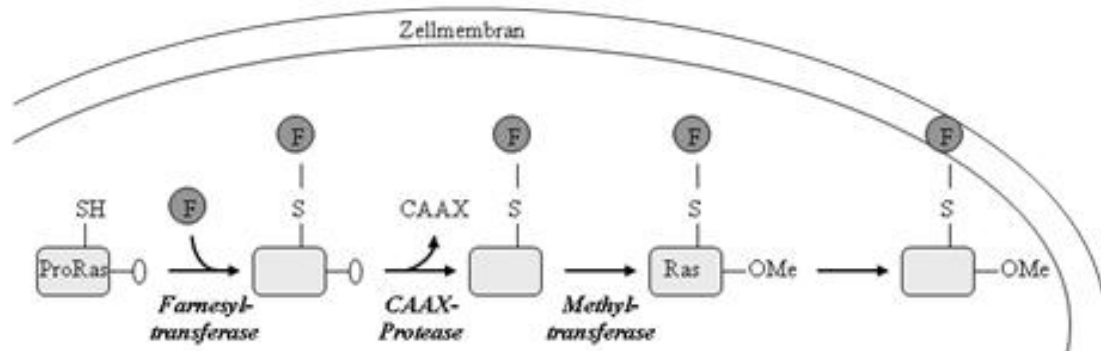 Zellmembran
F
F
F
F
SH
F
S
CAAX
S
S
S
ProRas
Ras
OMe
OMe
Farnesyl-
transferase
CAAX-
Protease
Methyl-
transferase